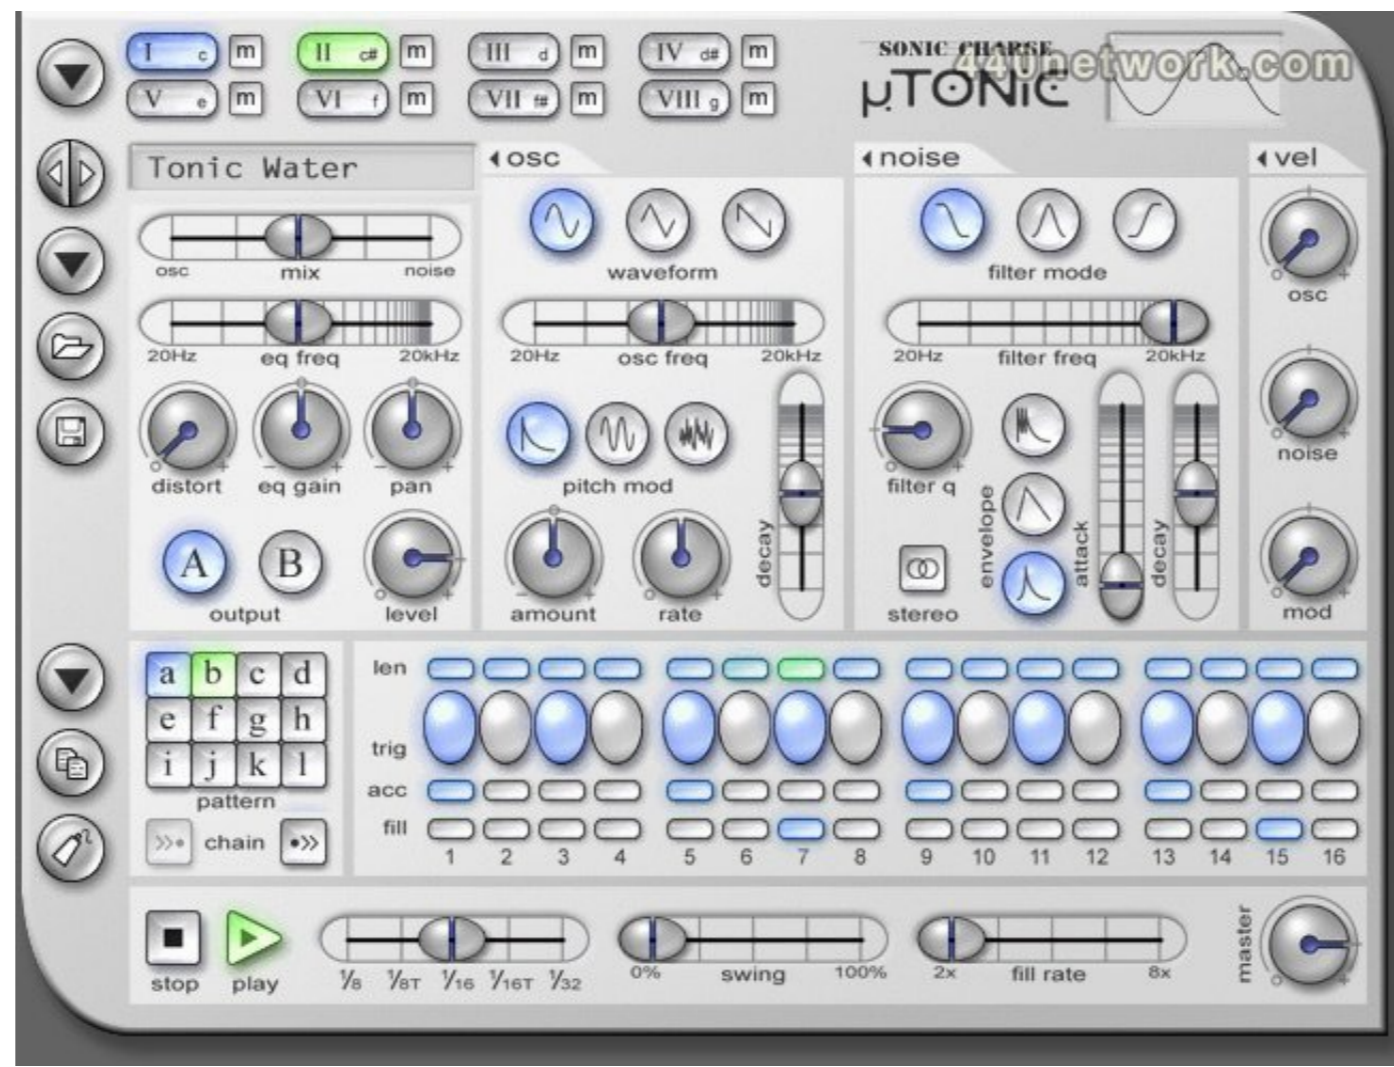 I c m II c# m III d m IV d# m
V e m VI f m VII f# m VIII g m
SONIC CHARGE
µTONIC
440network.com
Tonic Water
osc
noise
vel
osc mix noise
waveform
filter mode
osc
20Hz eq freq 20kHz
20Hz osc freq 20kHz
20Hz filter freq 20kHz
distort eq gain pan
pitch mod
decay
filter q
envelope
attack
decay
noise
A B
output level
amount rate
stereo
mod
a b c d
e f g h
i j k l
pattern
chain
len
trig
acc
fill
1 2 3 4 5 6 7 8 9 10 11 12 13 14 15 16
stop play
1/8 1/8T 1/16 1/16T 1/32
0% swing 100%
2x fill rate 8x
master